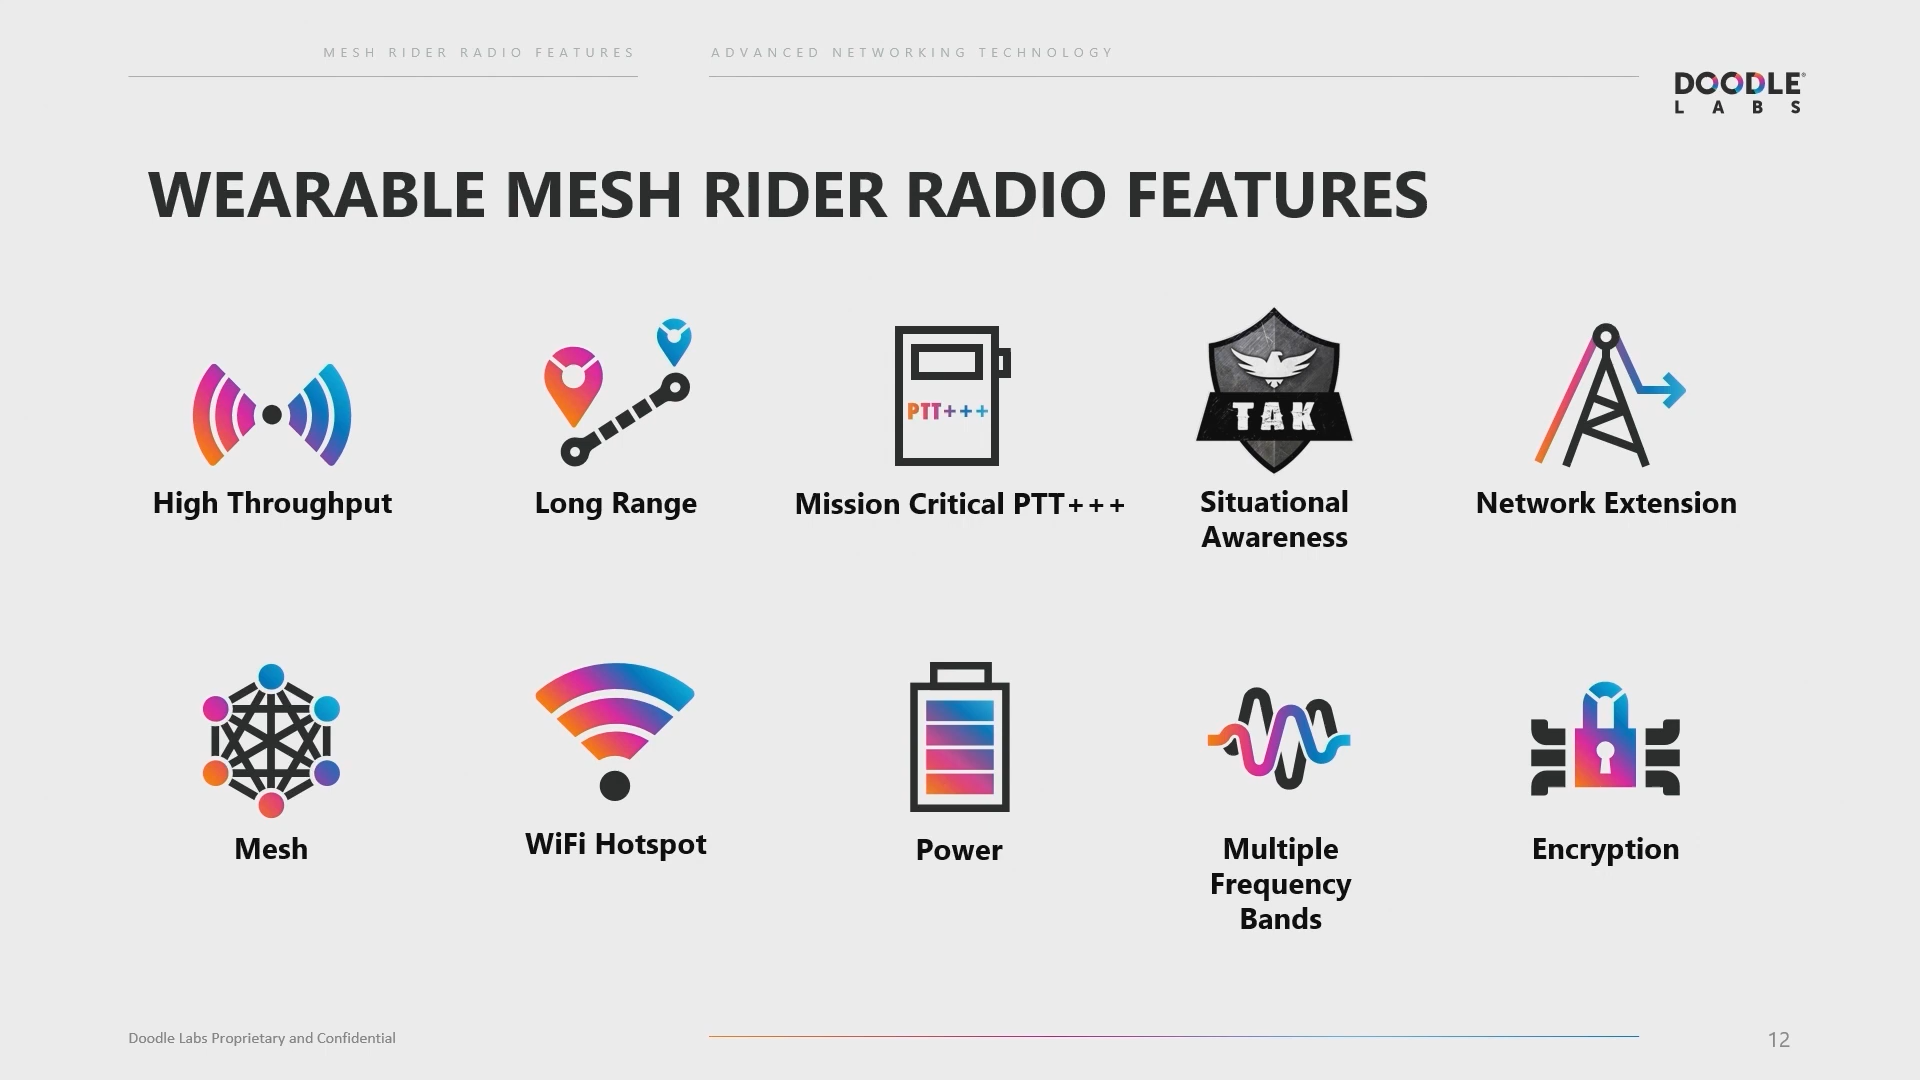 MESH RIDER RADIO FEATURES
ADVANCED NETWORKING TECHNOLOGY
DOODLE®
LABS
WEARABLE MESH RIDER RADIO FEATURES
PTT+++
TAK
High Throughput
Long Range
Mission Critical PTT+++
Situational
Awareness
Network Extension
Mesh
WiFi Hotspot
Power
Multiple
Frequency
Bands
Encryption
Doodle Labs Proprietary and Confidential
12